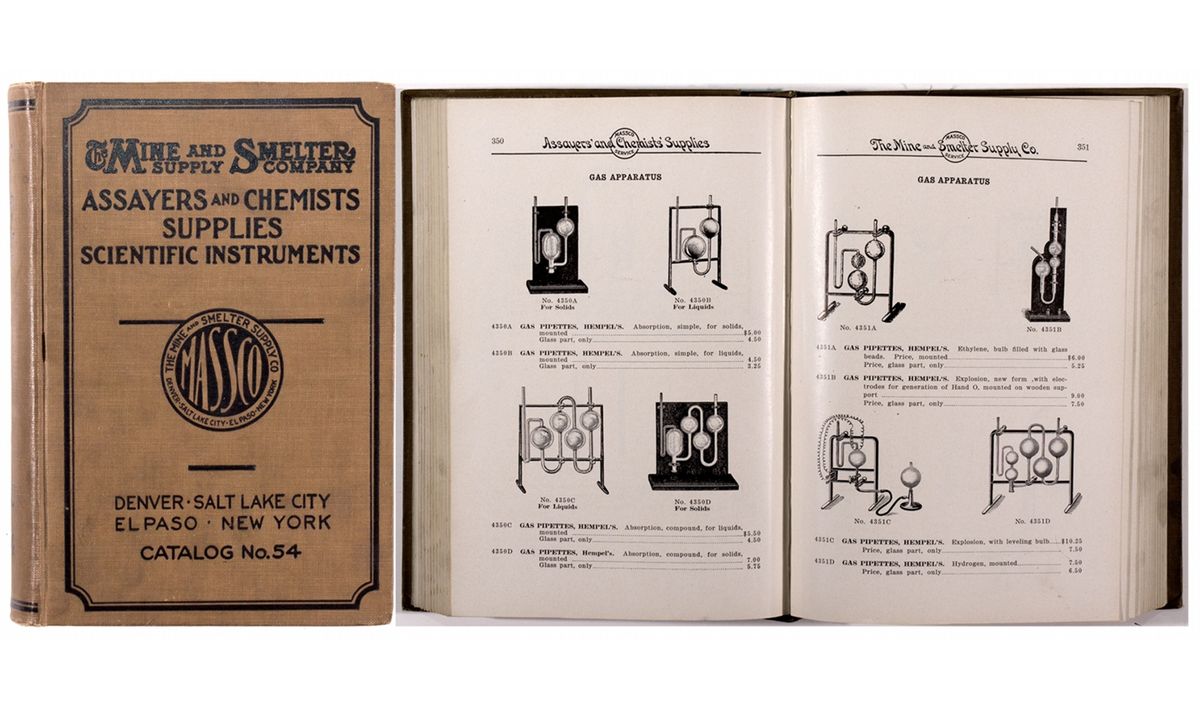 The MINE AND SMELTER
SUPPLY COMPANY
ASSAYERS AND CHEMISTS
SUPPLIES
SCIENTIFIC INSTRUMENTS
THE MINE AND SMELTER SUPPLY CO
MASSCO
DENVER·SALT LAKE CITY·EL PASO·NEW YORK
DENVER · SALT LAKE CITY
EL PASO · NEW YORK
CATALOG No. 54
350
Assayers' and Chemists' Supplies
MASSCO
SERVICE
GAS APPARATUS
No. 4350A
For Solids
No. 4350B
For Liquids
4350A GAS PIPETTES, HEMPEL'S. Absorption, simple, for solids,
mounted $5.00
Glass part, only 4.50
4350B GAS PIPETTES, HEMPEL'S. Absorption, simple, for liquids,
mounted 4.50
Glass part, only 3.25
No. 4350C
For Liquids
No. 4350D
For Solids
4350C GAS PIPETTES, HEMPEL'S. Absorption, compound, for liquids,
mounted $5.50
Glass part, only 4.50
4350D GAS PIPETTES, Hempel's. Absorption, compound, for solids,
mounted 7.00
Glass part, only 5.75
The Mine and Smelter Supply Co.
MASSCO
SERVICE
351
GAS APPARATUS
No. 4351A
No. 4351B
4351A GAS PIPETTES, HEMPEL'S. Ethylene, bulb filled with glass
beads. Price, mounted $6.00
Price, glass part, only 5.25
4351B GAS PIPETTES, HEMPEL'S. Explosion, new form ,with elec-
trodes for generation of Hand O, mounted on wooden sup-
port 9.00
Price, glass part, only 7.50
No. 4351C
No. 4351D
4351C GAS PIPETTES, HEMPEL'S. Explosion, with leveling bulb $10.25
Price, glass part, only 7.50
4351D GAS PIPETTES, HEMPEL'S. Hydrogen, mounted 7.50
Price, glass part, only 6.50